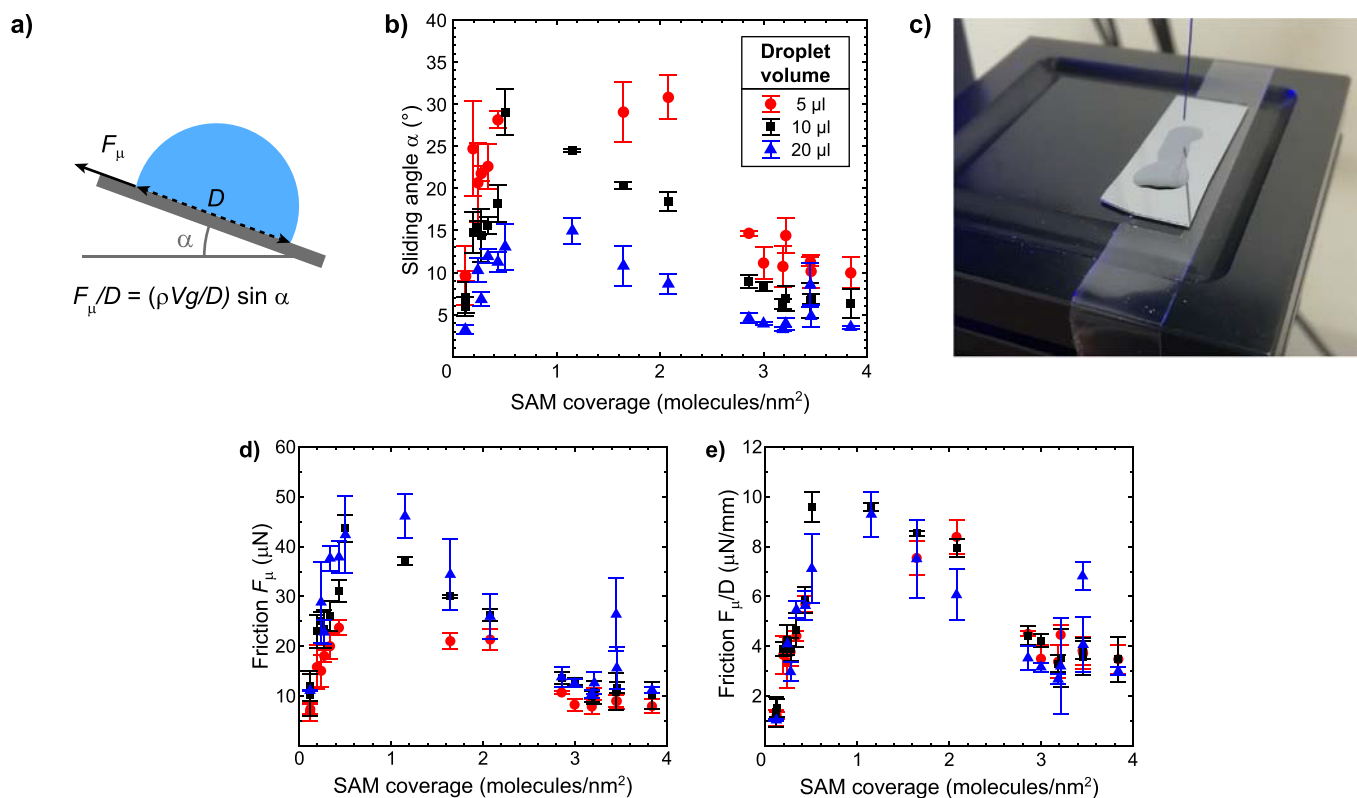 a)
Fμ
D
α
Fμ/D = (ρVg/D) sin α
b)
Sliding angle α (°)
40
35
30
25
20
15
10
5
0 1 2 3 4
SAM coverage (molecules/nm²)
Droplet
volume
5 μl
10 μl
20 μl
c)
d)
Friction Fμ (μN)
60
50
40
30
20
10
0 1 2 3 4
SAM coverage (molecules/nm²)
e)
Friction Fμ/D (μN/mm)
12
10
8
6
4
2
0 1 2 3 4
SAM coverage (molecules/nm²)